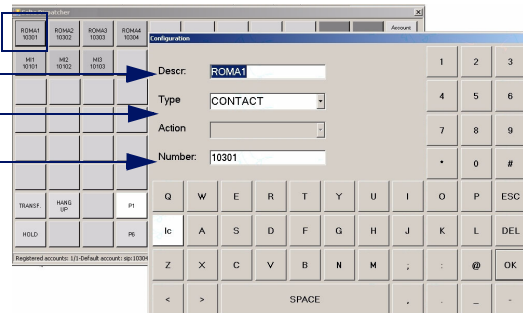 ROMA1 ROMA2 ROMA3 ROMA4 Account
10301 10302 10303 10304
MI1 MI2 MI3
10101 10102 10103
TRANSF. HANG UP P1
HOLD P6
Registered accounts: 1/1-Default account: sip:10304
Configuration
Descr: ROMA1
Type CONTACT
Action
Number: 10301
1 2 3
4 5 6
7 8 9
• 0 #
Q W E R T Y U I O P ESC
lc A S D F G H J K L DEL
Z X C V B N M ; : @ OK
< > SPACE , . _ -